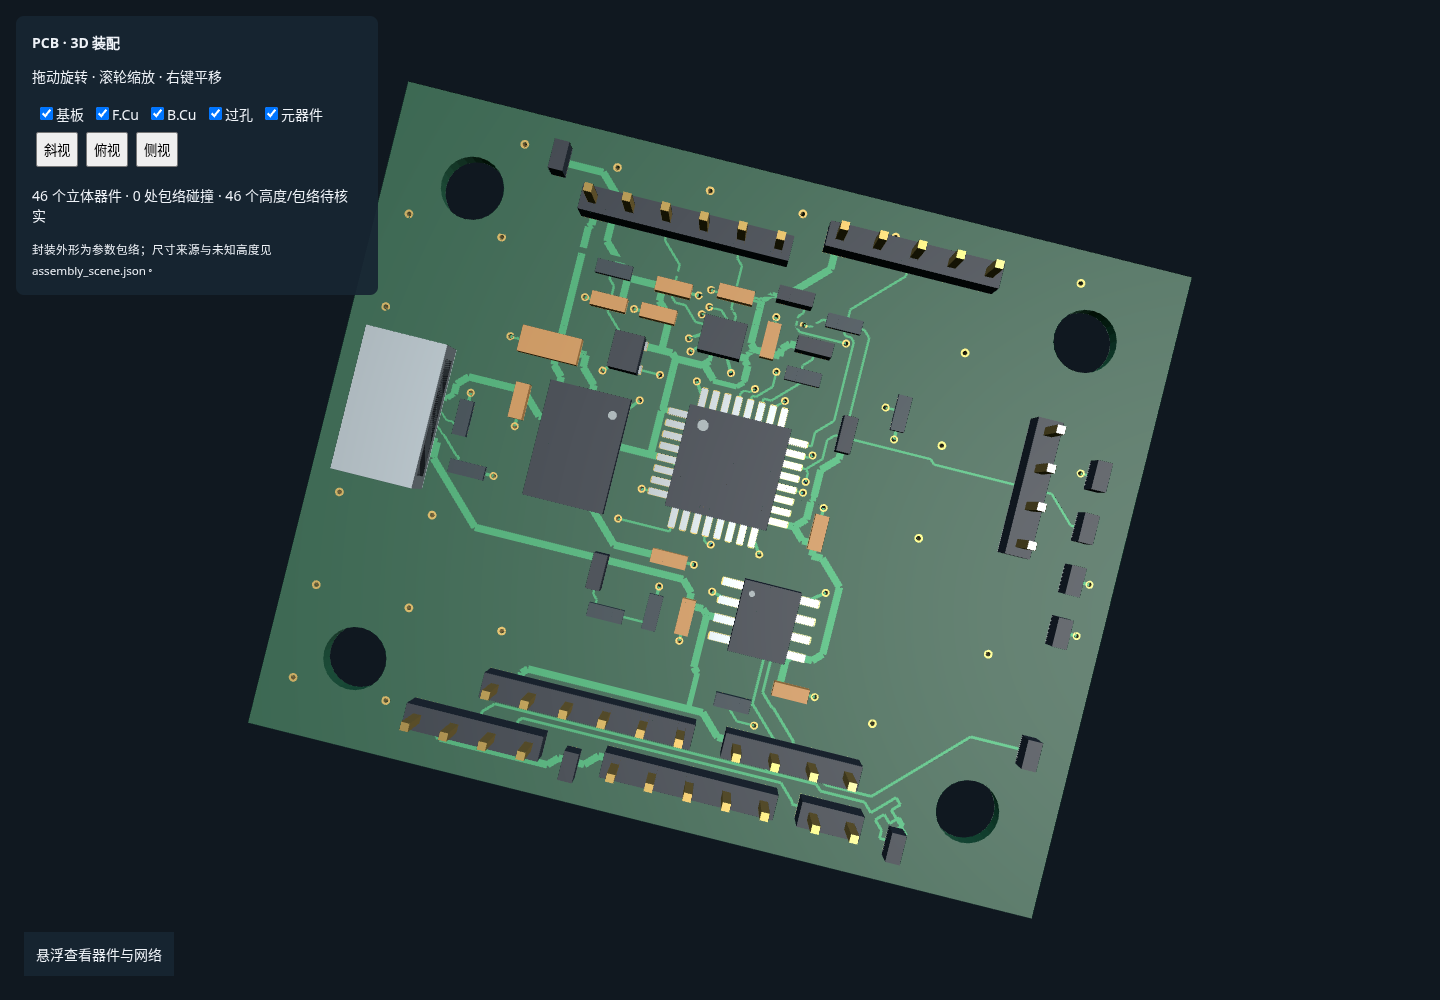 PCB · 3D 装配
拖动旋转 · 滚轮缩放 · 右键平移
基板 F.Cu B.Cu 过孔 元器件
斜视 俯视 侧视
46 个立体器件 · 0 处包络碰撞 · 46 个高度/包络待核
实
封装外形为参数包络；尺寸来源与未知高度见
assembly_scene.json。
悬浮查看器件与网络